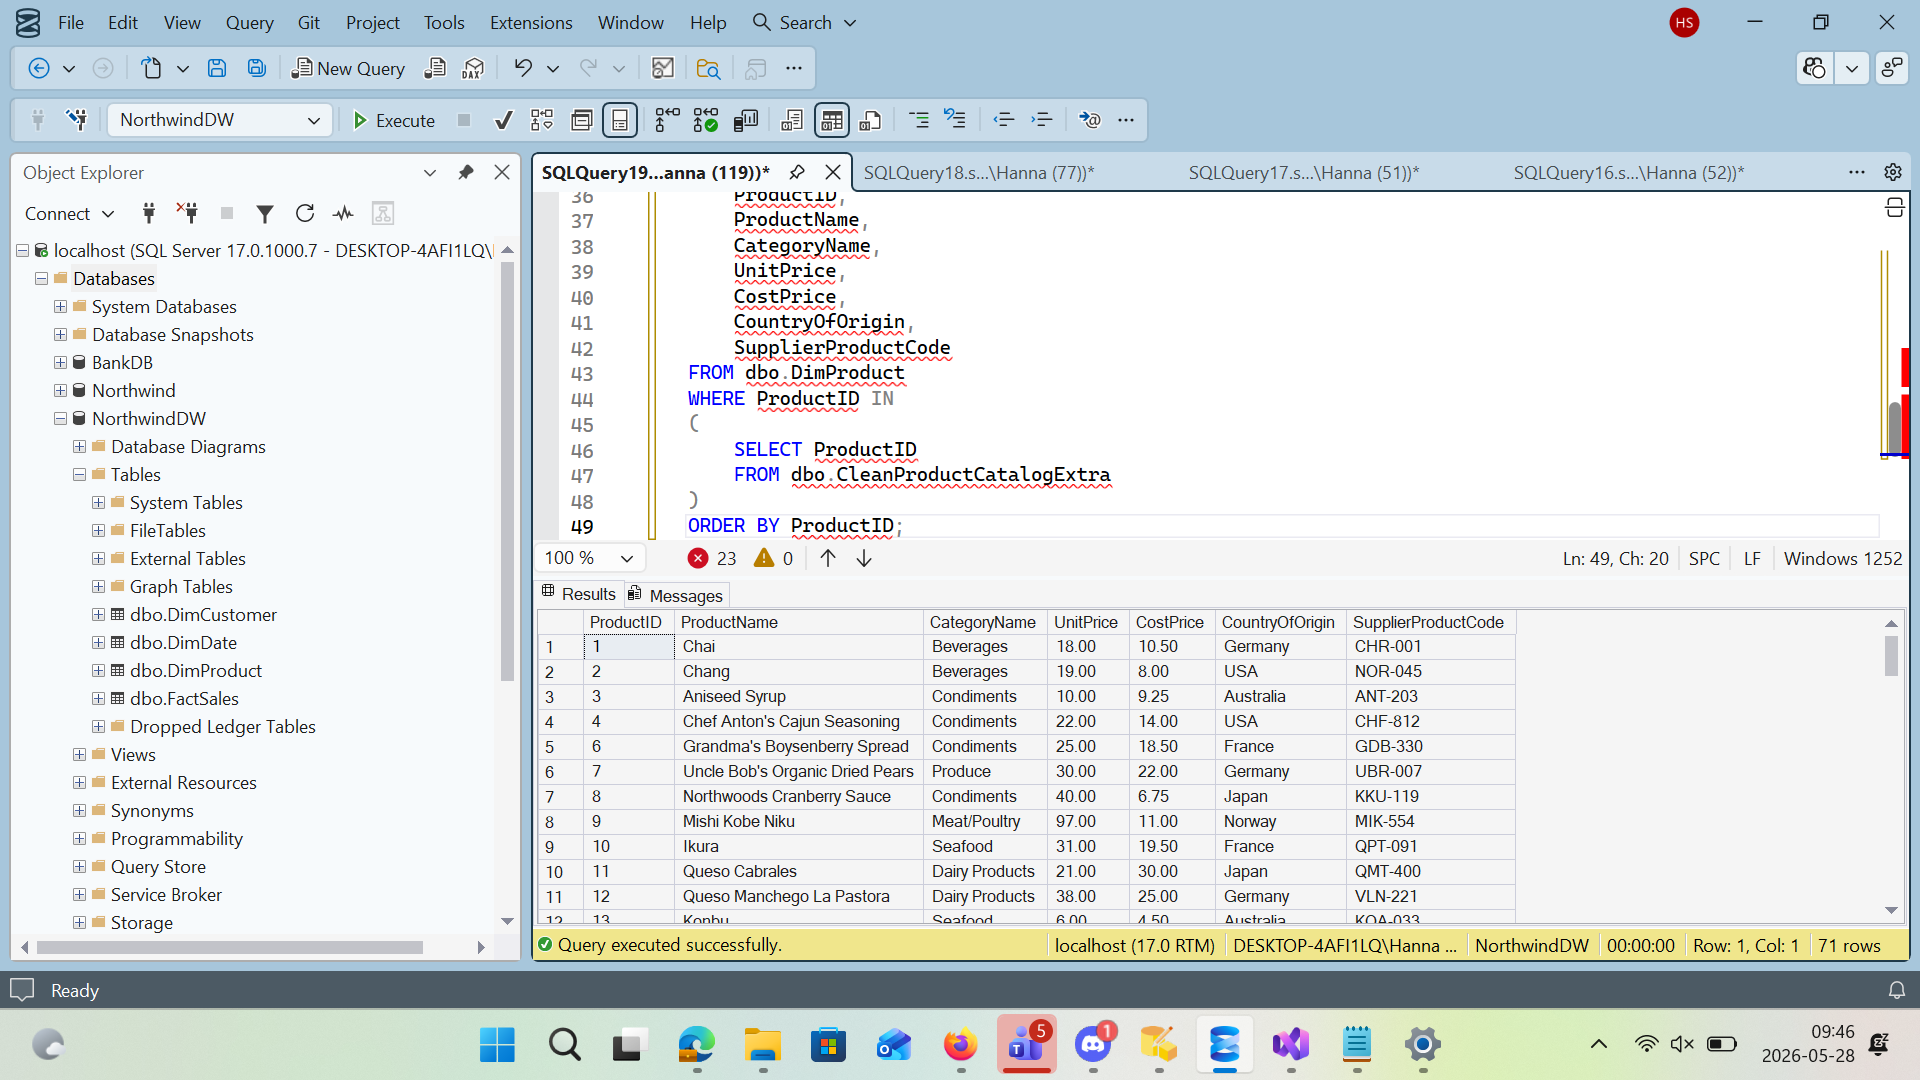 File Edit View Query Git Project Tools Extensions Window Help Search HS
New Query DAX
NorthwindDW Execute
Object Explorer
Connect
localhost (SQL Server 17.0.1000.7 - DESKTOP-4AFI1LQ\
Databases
System Databases
Database Snapshots
BankDB
Northwind
NorthwindDW
Database Diagrams
Tables
System Tables
FileTables
External Tables
Graph Tables
dbo.DimCustomer
dbo.DimDate
dbo.DimProduct
dbo.FactSales
Dropped Ledger Tables
Views
External Resources
Synonyms
Programmability
Query Store
Service Broker
Storage
SQLQuery19...anna (119))* SQLQuery18.s...\Hanna (77))* SQLQuery17.s...\Hanna (51))* SQLQuery16.s...\Hanna (52))*
36 ProductID,
37 ProductName,
38 CategoryName,
39 UnitPrice,
40 CostPrice,
41 CountryOfOrigin,
42 SupplierProductCode
43 FROM dbo.DimProduct
44 WHERE ProductID IN
45 (
46 SELECT ProductID
47 FROM dbo.CleanProductCatalogExtra
48 )
49 ORDER BY ProductID;
100 % 23 0 Ln: 49, Ch: 20 SPC LF Windows 1252
Results Messages
ProductID ProductName CategoryName UnitPrice CostPrice CountryOfOrigin SupplierProductCode
1 1 Chai Beverages 18.00 10.50 Germany CHR-001
2 2 Chang Beverages 19.00 8.00 USA NOR-045
3 3 Aniseed Syrup Condiments 10.00 9.25 Australia ANT-203
4 4 Chef Anton's Cajun Seasoning Condiments 22.00 14.00 USA CHF-812
5 6 Grandma's Boysenberry Spread Condiments 25.00 18.50 France GDB-330
6 7 Uncle Bob's Organic Dried Pears Produce 30.00 22.00 Germany UBR-007
7 8 Northwoods Cranberry Sauce Condiments 40.00 6.75 Japan KKU-119
8 9 Mishi Kobe Niku Meat/Poultry 97.00 11.00 Norway MIK-554
9 10 Ikura Seafood 31.00 19.50 France QPT-091
10 11 Queso Cabrales Dairy Products 21.00 30.00 Japan QMT-400
11 12 Queso Manchego La Pastora Dairy Products 38.00 25.00 Germany VLN-221
12 13 Konbu Seafood 6.00 4.50 Australia KOA-033
Query executed successfully. localhost (17.0 RTM) DESKTOP-4AFI1LQ\Hanna ... NorthwindDW 00:00:00 Row: 1, Col: 1 71 rows
Ready
5 1
09:46
2026-05-28